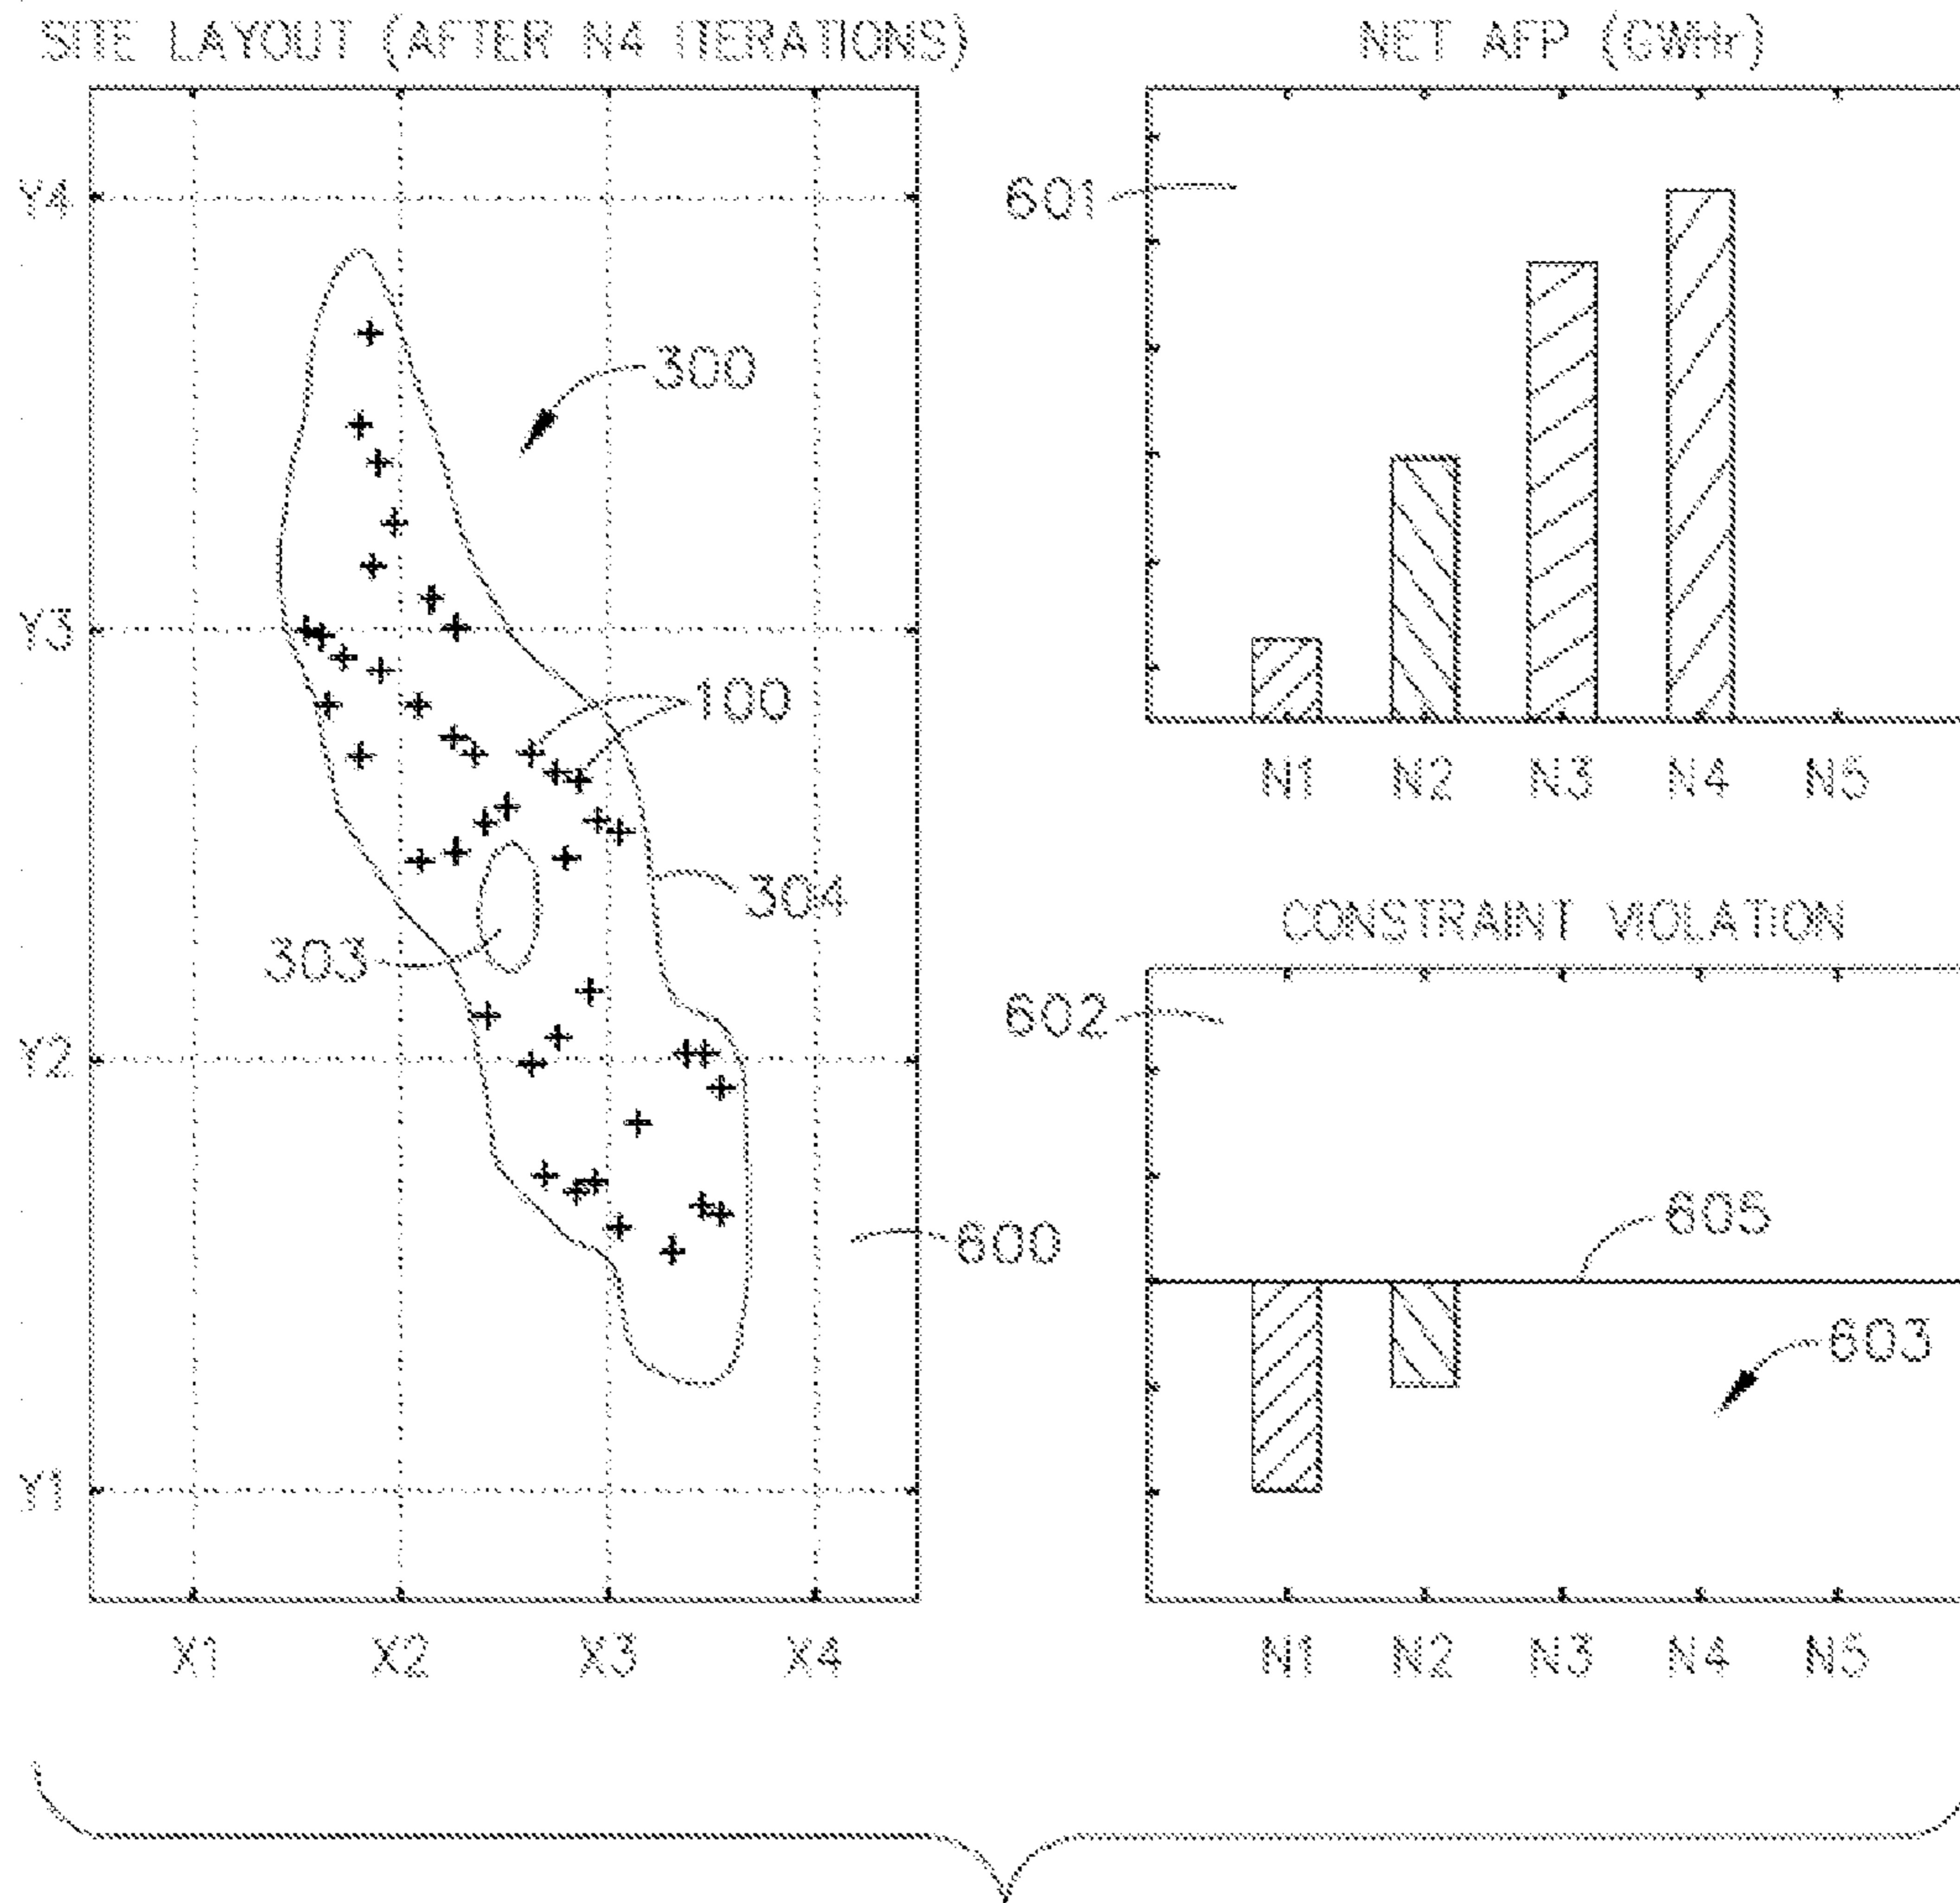 SITE LAYOUT (AFTER N4 ITERATIONS)
Y4
Y3
Y2
Y1
X1 X2 X3 X4
300
100
304
303
600
NET AEP (GWHr)
601
N1 N2 N3 N4 N5
CONSTRAINT VIOLATION
602
605
603
N1 N2 N3 N4 N5